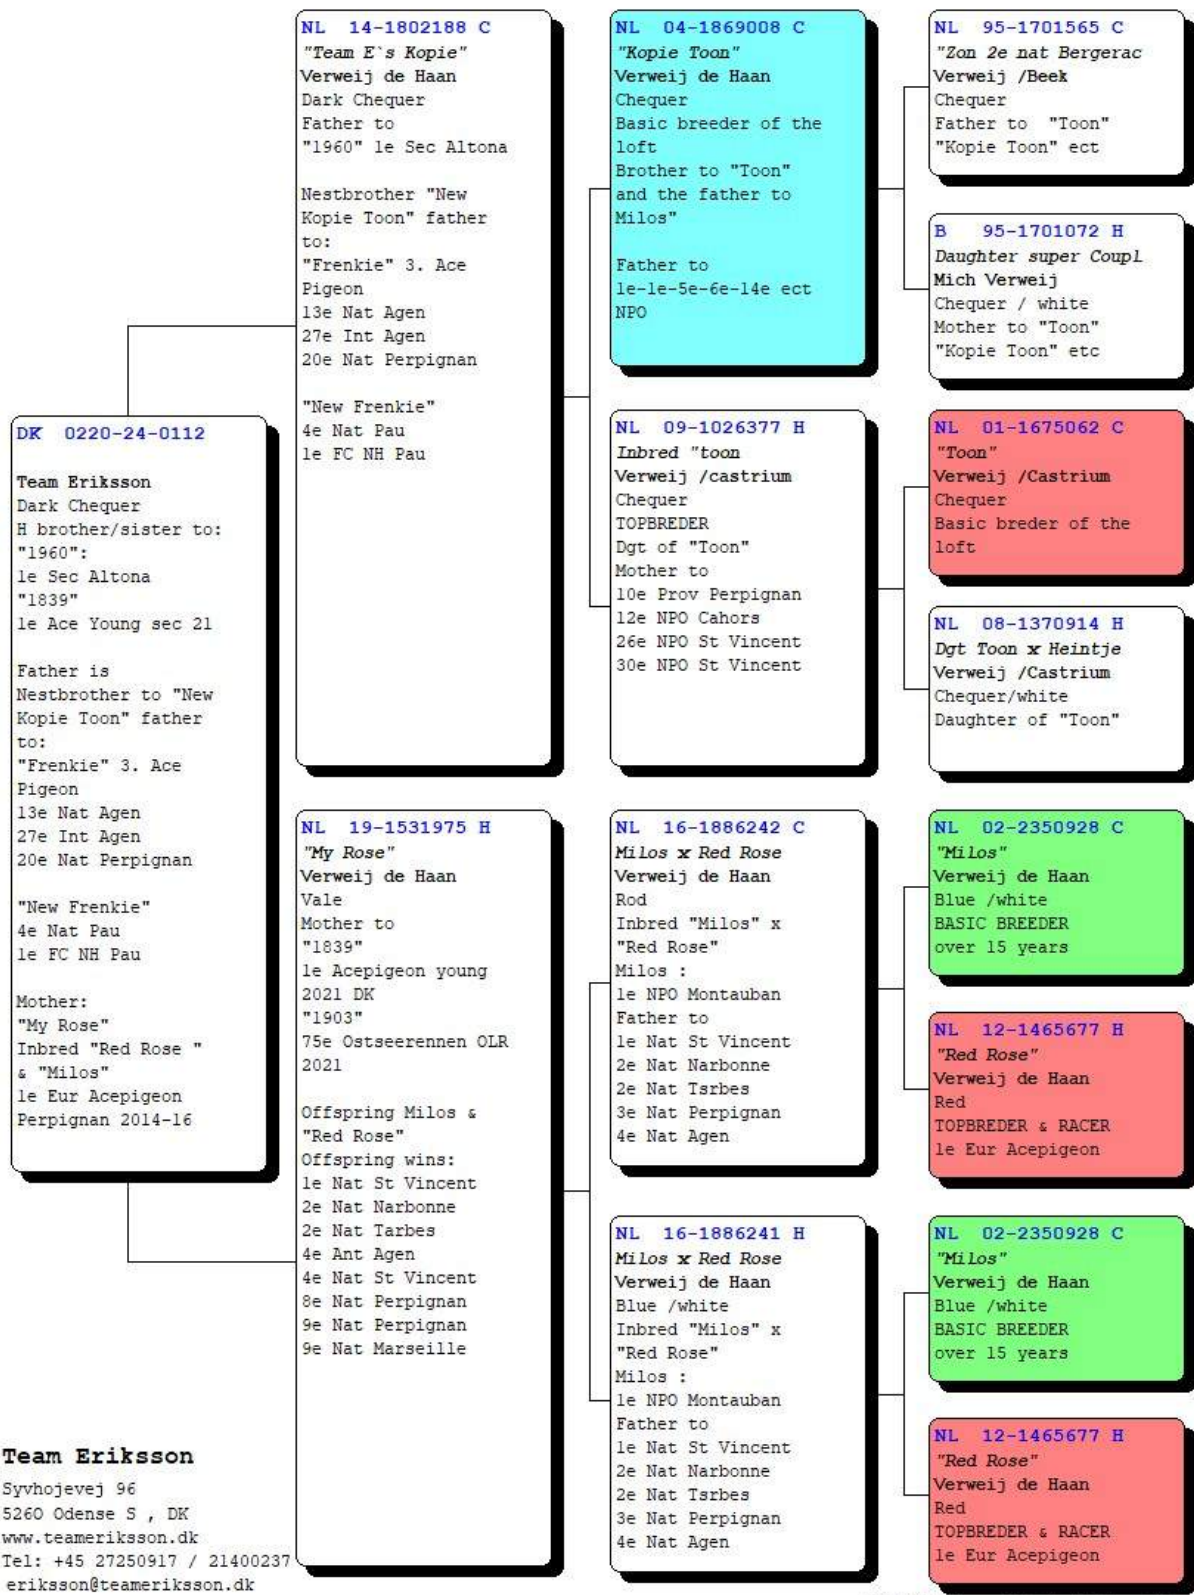 DK 0220-24-0112
Team Eriksson
Dark Chequer
H brother/sister to:
"1960":
1e Sec Altona
"1839"
1e Ace Young sec 21
Father is
Nestbrother to "New
Kopie Toon" father
to:
"Frenkie" 3. Ace
Pigeon
13e Nat Agen
27e Int Agen
20e Nat Perpignan
"New Frenkie"
4e Nat Pau
1e FC NH Pau
Mother:
"My Rose"
Inbred "Red Rose "
& "Milos"
1e Eur Acepigeon
Perpignan 2014-16
NL 14-1802188 C
"Team E`s Kopie"
Verweij de Haan
Dark Chequer
Father to
"1960" 1e Sec Altona
Nestbrother "New
Kopie Toon" father
to:
"Frenkie" 3. Ace
Pigeon
13e Nat Agen
27e Int Agen
20e Nat Perpignan
"New Frenkie"
4e Nat Pau
1e FC NH Pau
NL 19-1531975 H
"My Rose"
Verweij de Haan
Vale
Mother to
"1839"
1e Acepigeon young
2021 DK
"1903"
75e Ostseerennen OLR
2021
Offspring Milos &
"Red Rose"
Offspring wins:
1e Nat St Vincent
2e Nat Narbonne
2e Nat Tarbes
4e Ant Agen
4e Nat St Vincent
8e Nat Perpignan
9e Nat Perpignan
9e Nat Marseille
NL 04-1869008 C
"Kopie Toon"
Verweij de Haan
Chequer
Basic breeder of the
loft
Brother to "Toon"
and the father to
Milos"
Father to
1e-1e-5e-6e-14e ect
NPO
NL 09-1026377 H
Inbred "toon
Verweij /castrium
Chequer
TOPBREDER
Dgt of "Toon"
Mother to
10e Prov Perpignan
12e NPO Cahors
26e NPO St Vincent
30e NPO St Vincent
NL 16-1886242 C
Milos x Red Rose
Verweij de Haan
Rod
Inbred "Milos" x
"Red Rose"
Milos :
1e NPO Montauban
Father to
1e Nat St Vincent
2e Nat Narbonne
2e Nat Tsrbes
3e Nat Perpignan
4e Nat Agen
NL 16-1886241 H
Milos x Red Rose
Verweij de Haan
Blue /white
Inbred "Milos" x
"Red Rose"
Milos :
1e NPO Montauban
Father to
1e Nat St Vincent
2e Nat Narbonne
2e Nat Tsrbes
3e Nat Perpignan
4e Nat Agen
NL 95-1701565 C
"Zon 2e nat Bergerac
Verweij /Beek
Chequer
Father to "Toon"
"Kopie Toon" ect
B 95-1701072 H
Daughter super Coupl
Mich Verweij
Chequer / white
Mother to "Toon"
"Kopie Toon" etc
NL 01-1675062 C
"Toon"
Verweij /Castrium
Chequer
Basic breder of the
loft
NL 08-1370914 H
Dgt Toon x Heintje
Verweij /Castrium
Chequer/white
Daughter of "Toon"
NL 02-2350928 C
"Milos"
Verweij de Haan
Blue /white
BASIC BREEDER
over 15 years
NL 12-1465677 H
"Red Rose"
Verweij de Haan
Red
TOPBREDER & RACER
1e Eur Acepigeon
NL 02-2350928 C
"Milos"
Verweij de Haan
Blue /white
BASIC BREEDER
over 15 years
NL 12-1465677 H
"Red Rose"
Verweij de Haan
Red
TOPBREDER & RACER
1e Eur Acepigeon
Team Eriksson
Syvhojevej 96
5260 Odense S , DK
www.teameriksson.dk
Tel: +45 27250917 / 21400237
eriksson@teameriksson.dk